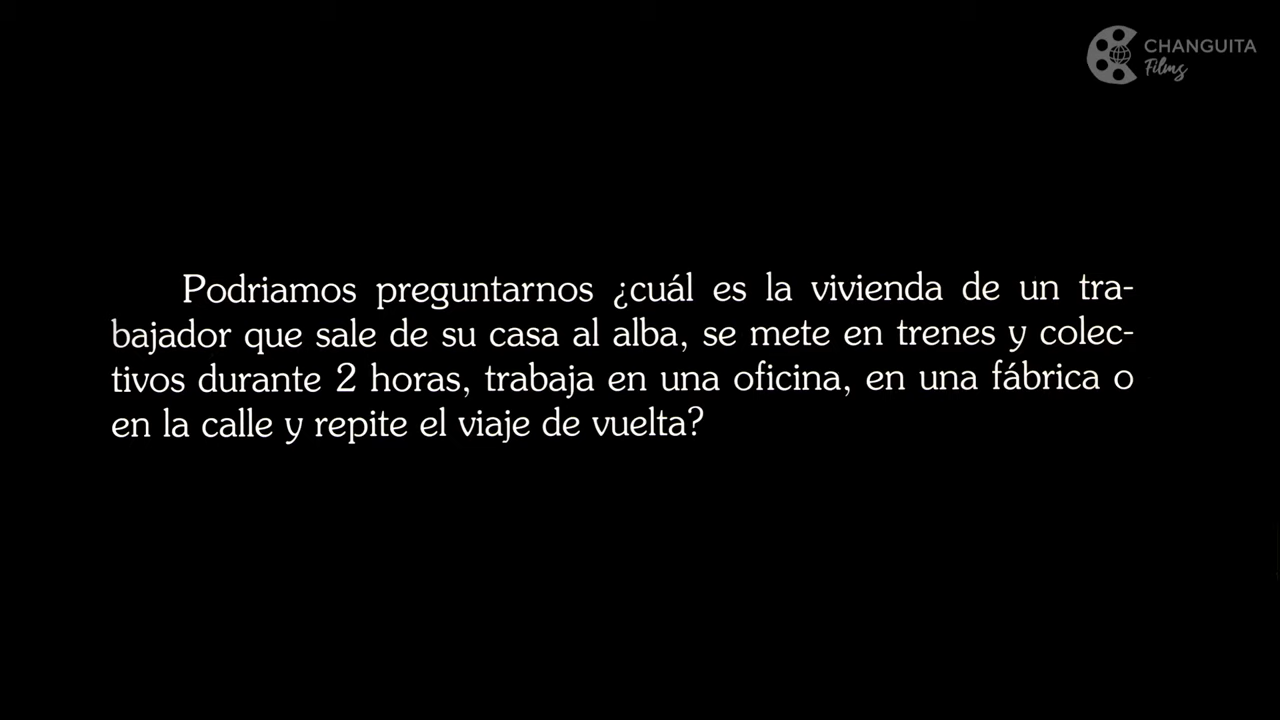 CHANGUITA
Films
Podriamos preguntarnos ¿cuál es la vivienda de un tra-
bajador que sale de su casa al alba, se mete en trenes y colec-
tivos durante 2 horas, trabaja en una oficina, en una fábrica o
en la calle y repite el viaje de vuelta?